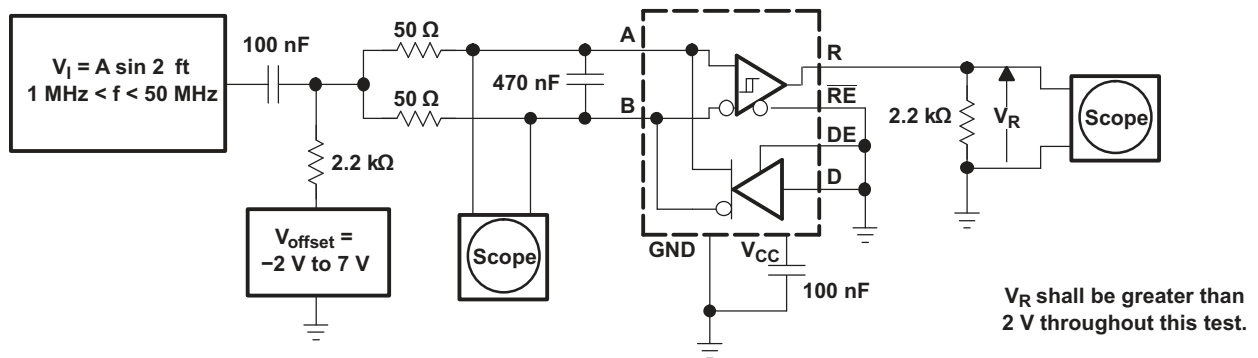 V_I = A sin 2 ft
1 MHz < f < 50 MHz
100 nF
50 Ω
50 Ω
2.2 kΩ
V_offset =
−2 V to 7 V
470 nF
Scope
A
B
GND
V_CC
100 nF
R
R̅E̅
DE
D
2.2 kΩ
V_R
Scope
V_R shall be greater than
2 V throughout this test.